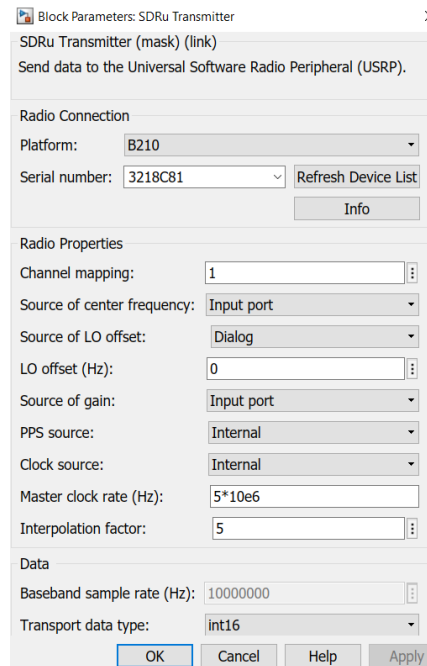 Block Parameters: SDRu Transmitter
SDRu Transmitter (mask) (link)
Send data to the Universal Software Radio Peripheral (USRP).
Radio Connection
Platform: B210
Serial number: 3218C81 Refresh Device List
Info
Radio Properties
Channel mapping: 1
Source of center frequency: Input port
Source of LO offset: Dialog
LO offset (Hz): 0
Source of gain: Input port
PPS source: Internal
Clock source: Internal
Master clock rate (Hz): 5*10e6
Interpolation factor: 5
Data
Baseband sample rate (Hz): 10000000
Transport data type: int16
OK Cancel Help Apply